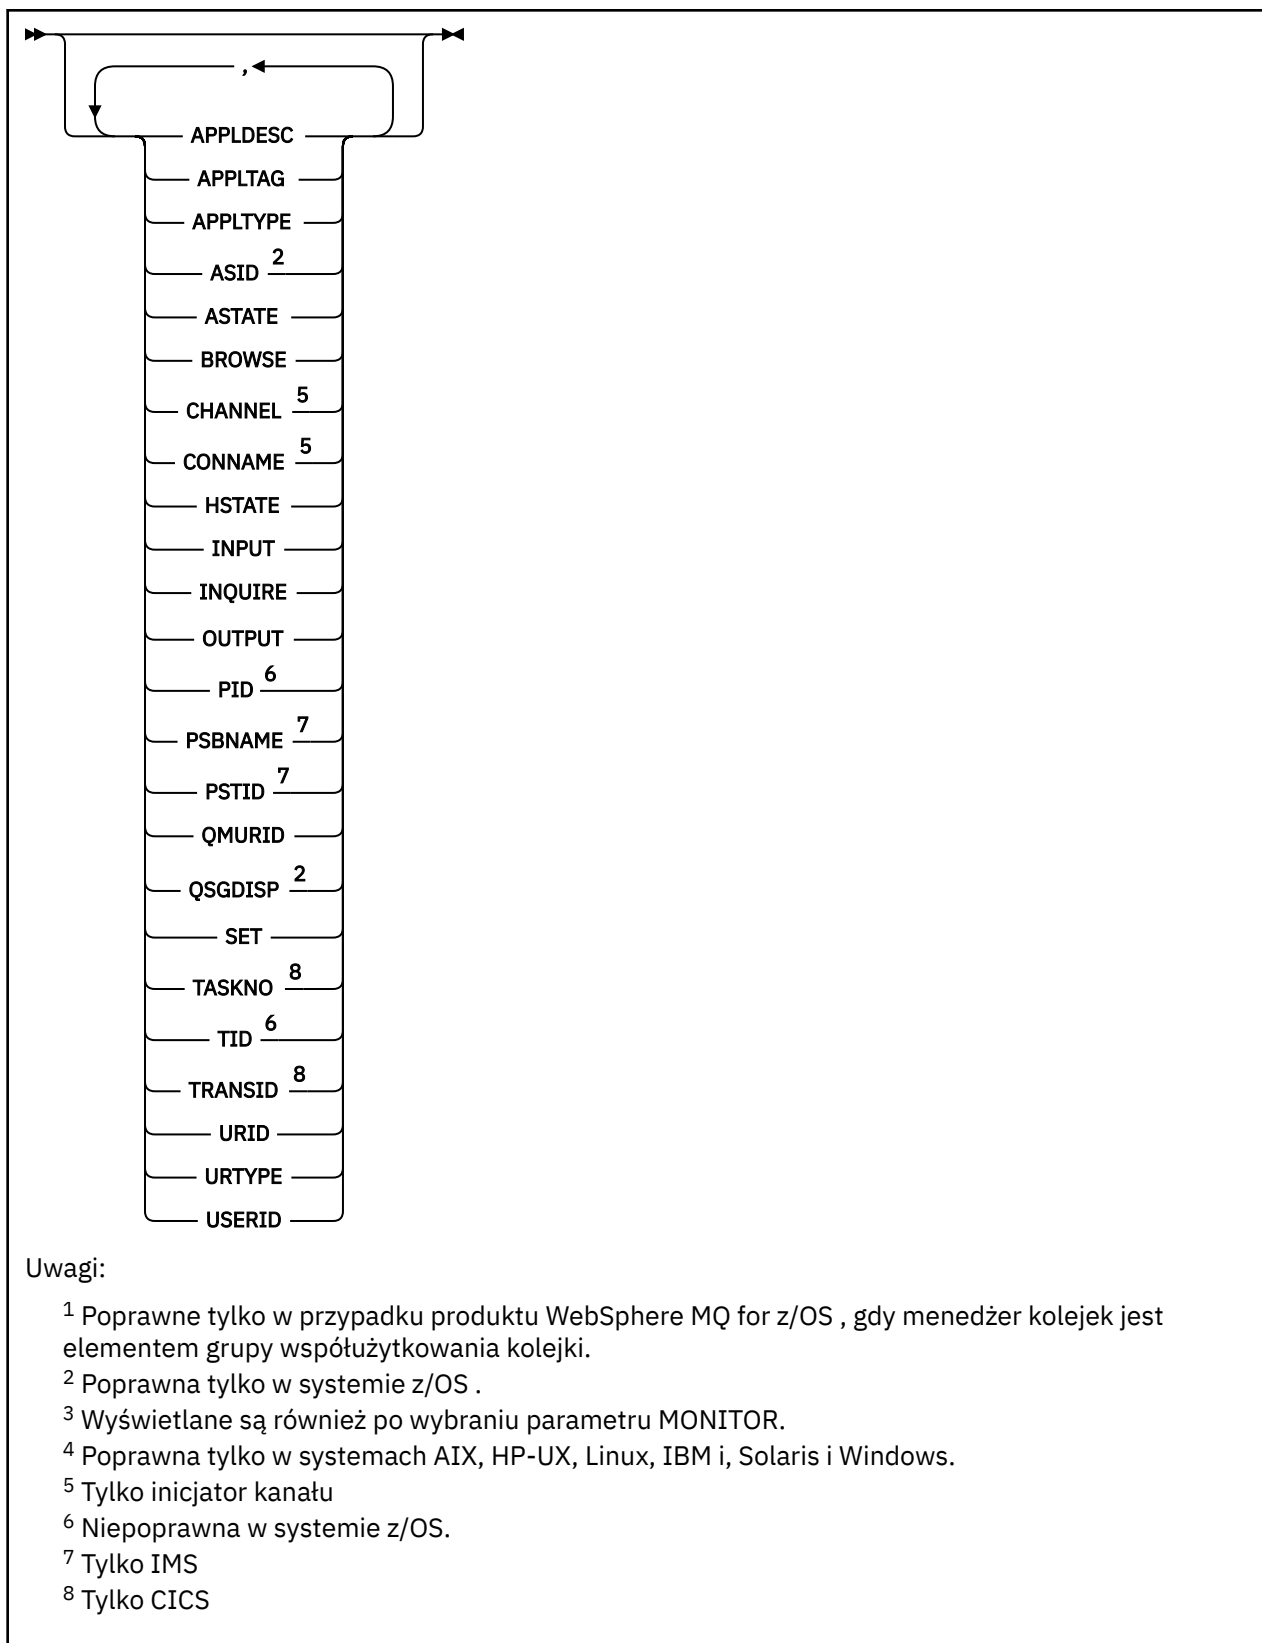 ,
APPLDESC
APPLTAG
APPLTYPE
ASID 2
ASTATE
BROWSE
CHANNEL 5
CONNAME 5
HSTATE
INPUT
INQUIRE
OUTPUT
PID 6
PSBNAME 7
PSTID 7
QMURID
QSGDISP 2
SET
TASKNO 8
TID 6
TRANSID 8
URID
URTYPE
USERID
Uwagi:
1 Poprawne tylko w przypadku produktu WebSphere MQ for z/OS , gdy menedżer kolejek jest
elementem grupy współużytkowania kolejki.
2 Poprawna tylko w systemie z/OS .
3 Wyświetlane są również po wybraniu parametru MONITOR.
4 Poprawna tylko w systemach AIX, HP-UX, Linux, IBM i, Solaris i Windows.
5 Tylko inicjator kanału
6 Niepoprawna w systemie z/OS.
7 Tylko IMS
8 Tylko CICS